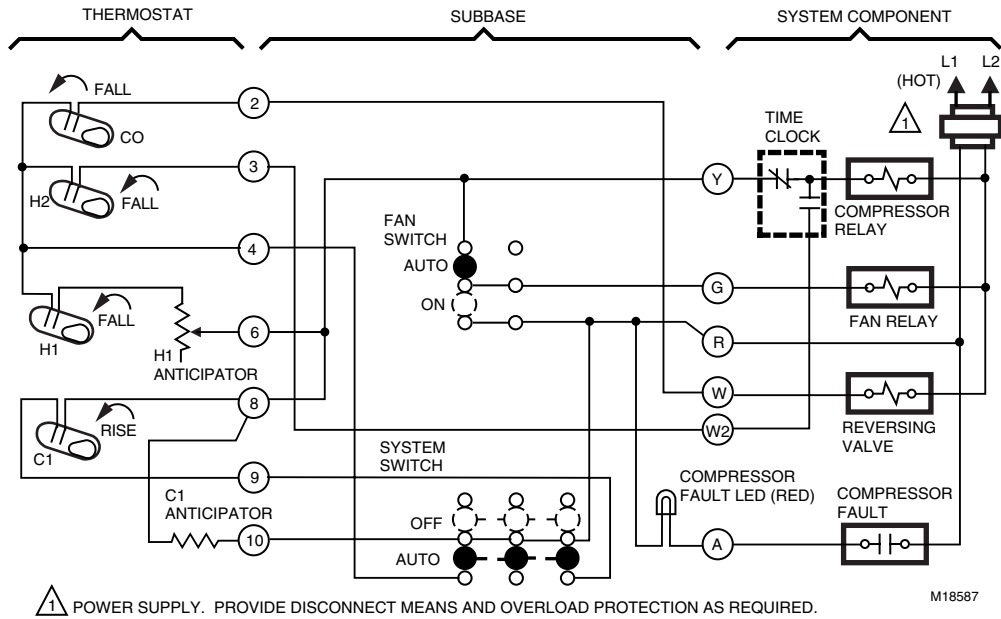 THERMOSTAT
SUBBASE
SYSTEM COMPONENT
L1
L2
(HOT)
1
FALL
CO
2
TIME
CLOCK
3
H2
FALL
Y
COMPRESSOR
RELAY
FAN
SWITCH
4
AUTO
ON
G
FAN RELAY
FALL
H1
6
H1
ANTICIPATOR
R
8
W
REVERSING
VALVE
RISE
C1
W2
SYSTEM
SWITCH
9
C1
ANTICIPATOR
COMPRESSOR
FAULT LED (RED)
COMPRESSOR
FAULT
OFF
10
A
AUTO
1 POWER SUPPLY. PROVIDE DISCONNECT MEANS AND OVERLOAD PROTECTION AS REQUIRED.
M18587